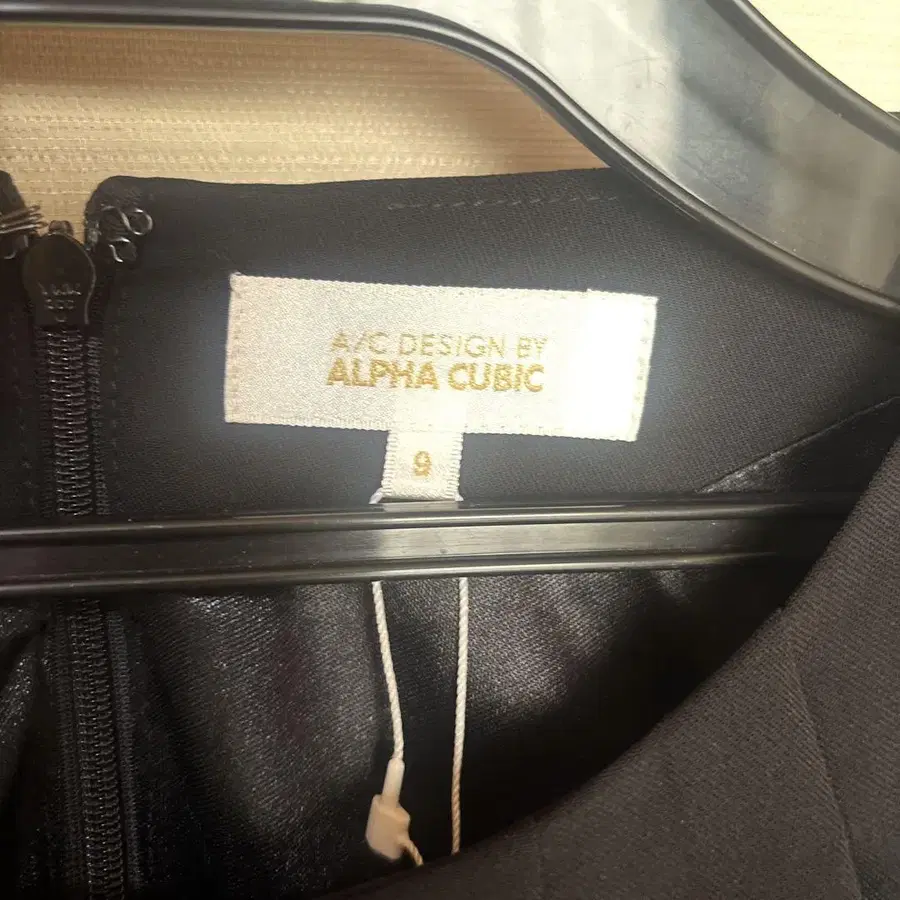 A/C DESIGN BY
ALPHA CUBIC
9